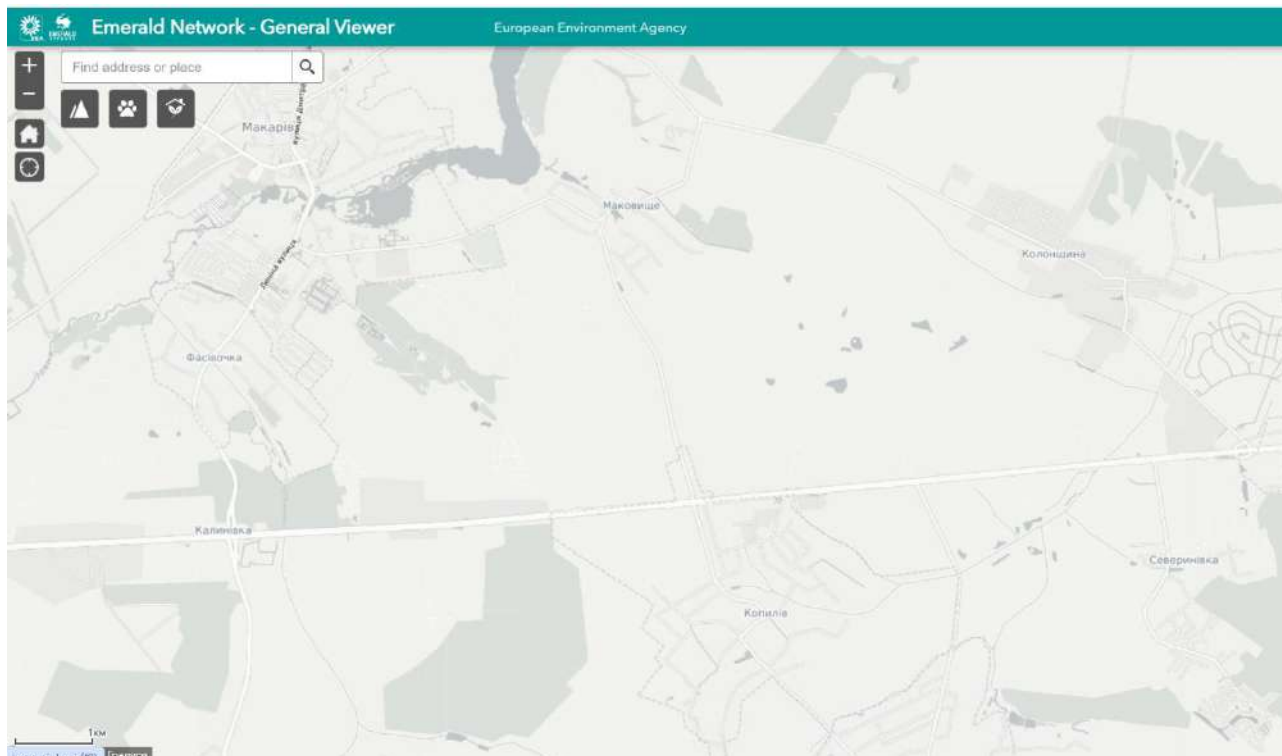 Emerald Network - General Viewer
European Environment Agency
Find address or place
Макарів
Маковище
Колонщина
Фасівочка
Калинівка
Северинівка
Копилів
1км